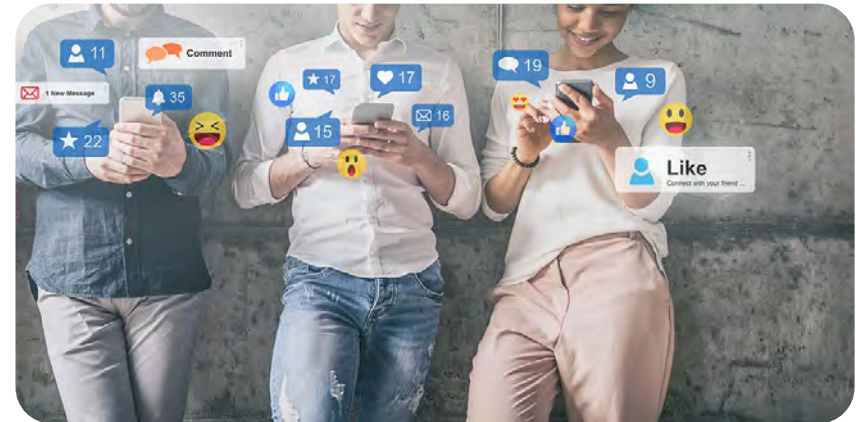 11
Comment
1 New Message
35
22
17
17
15
16
19
9
Like
Connect with your friend ...